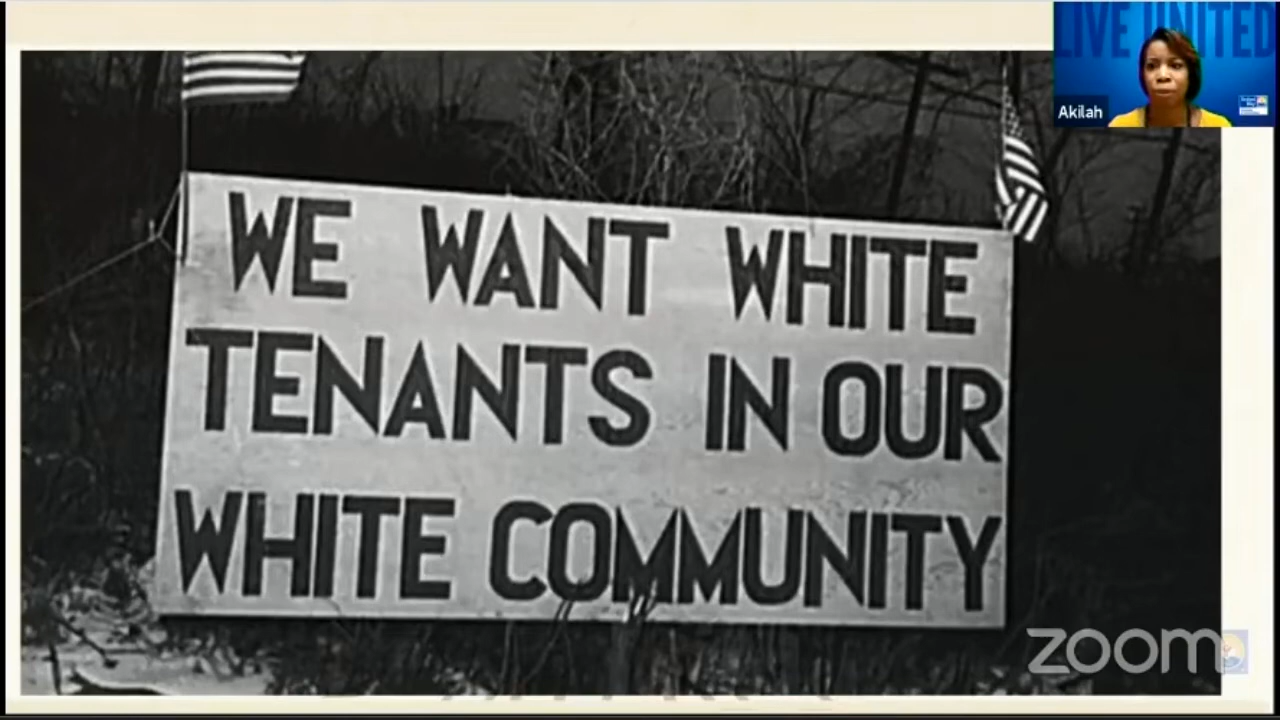 LIVE UNITED
Akilah
WE WANT WHITE
TENANTS IN OUR
WHITE COMMUNITY
zoom